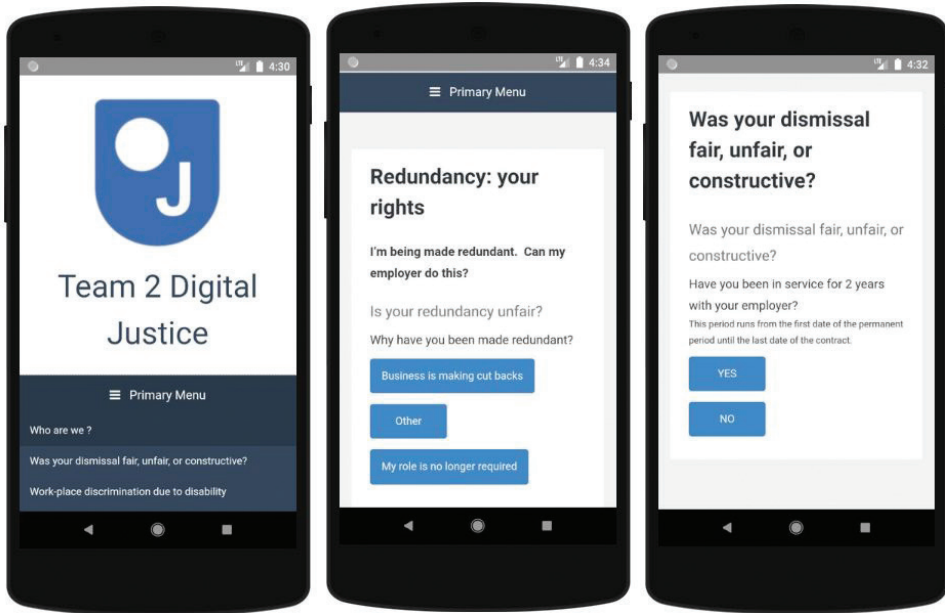 LTE 4:30
J
Team 2 Digital
Justice
☰ Primary Menu
Who are we ?
Was your dismissal fair, unfair, or constructive?
Work-place discrimination due to disability
LTE 4:34
☰ Primary Menu
Redundancy: your
rights
I'm being made redundant. Can my
employer do this?
Is your redundancy unfair?
Why have you been made redundant?
Business is making cut backs
Other
My role is no longer required
LTE 4:32
Was your dismissal
fair, unfair, or
constructive?
Was your dismissal fair, unfair, or
constructive?
Have you been in service for 2 years
with your employer?
This period runs from the first date of the permanent
period until the last date of the contract.
YES
NO